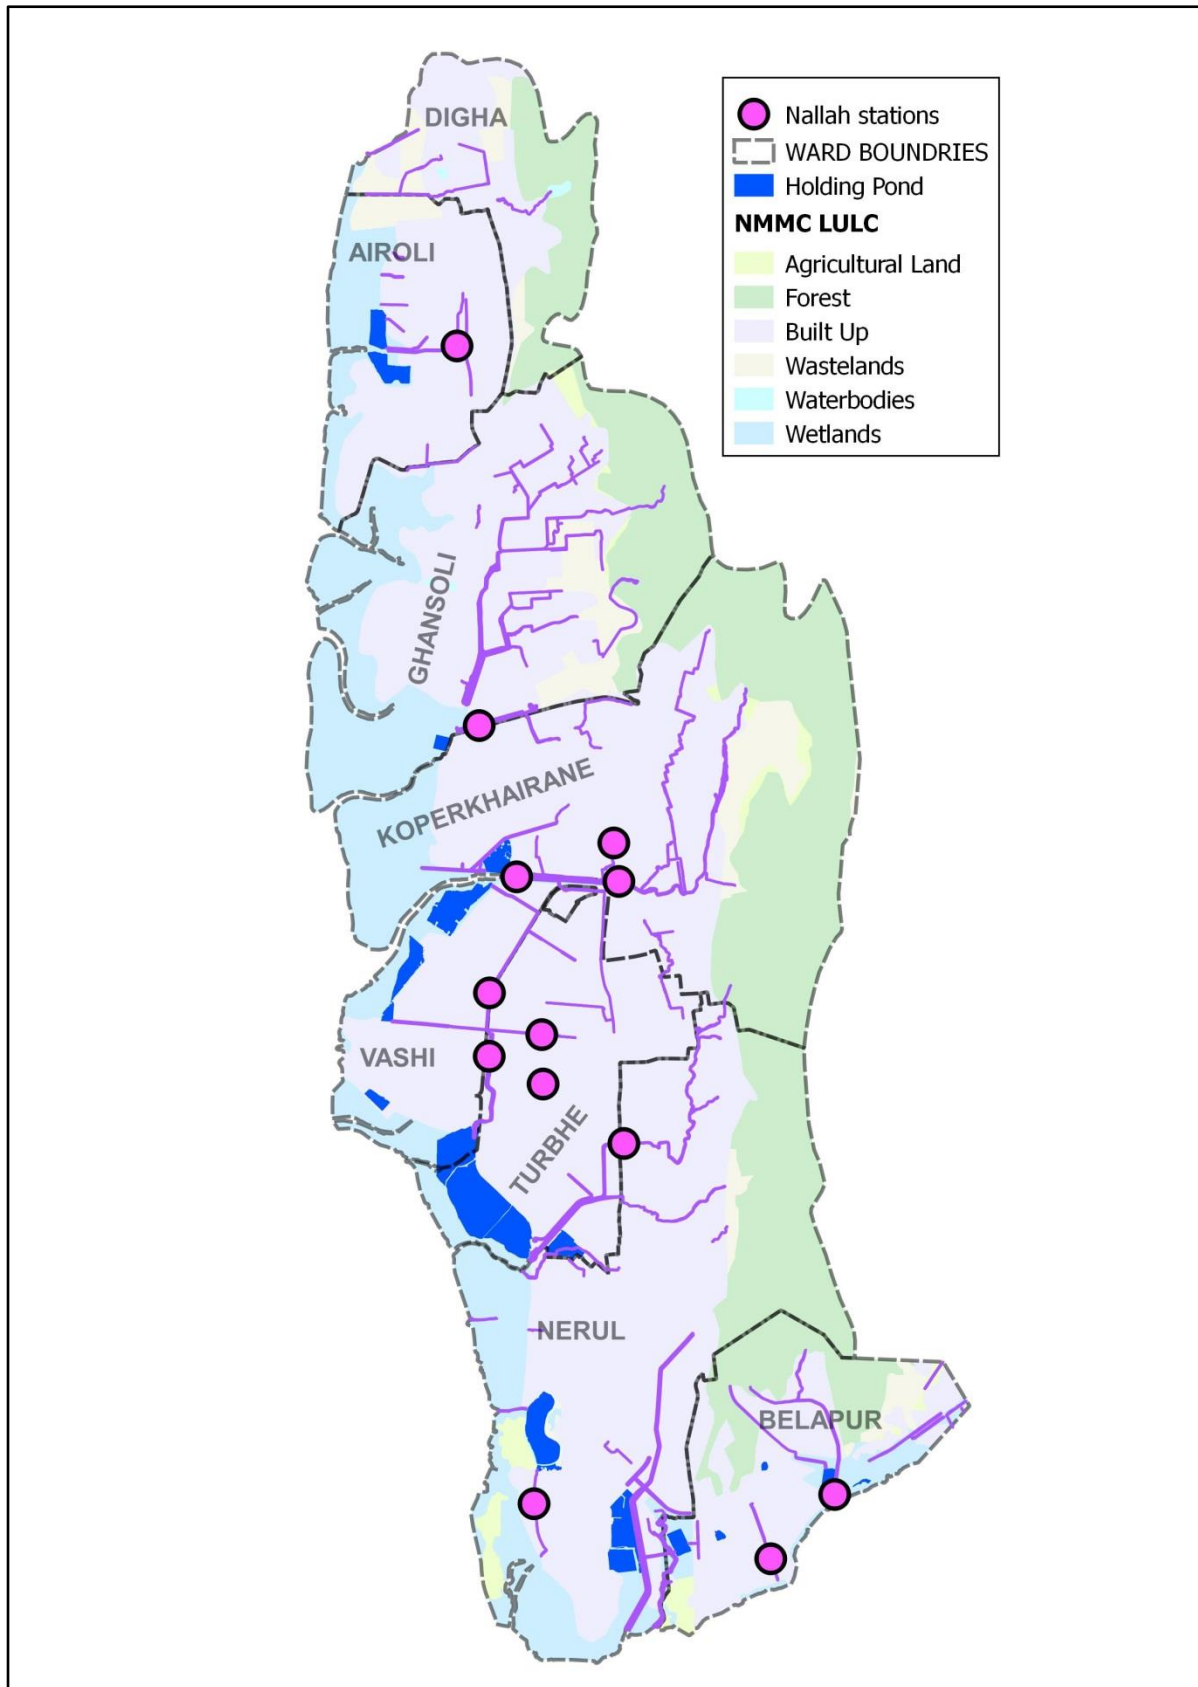 DIGHA
Nallah stations
WARD BOUNDRIES
Holding Pond
NMMC LULC
Agricultural Land
Forest
Built Up
Wastelands
Waterbodies
Wetlands
AIROLI
GHANSOLI
KOPERKHAIRANE
VASHI
TURBHE
NERUL
BELAPUR